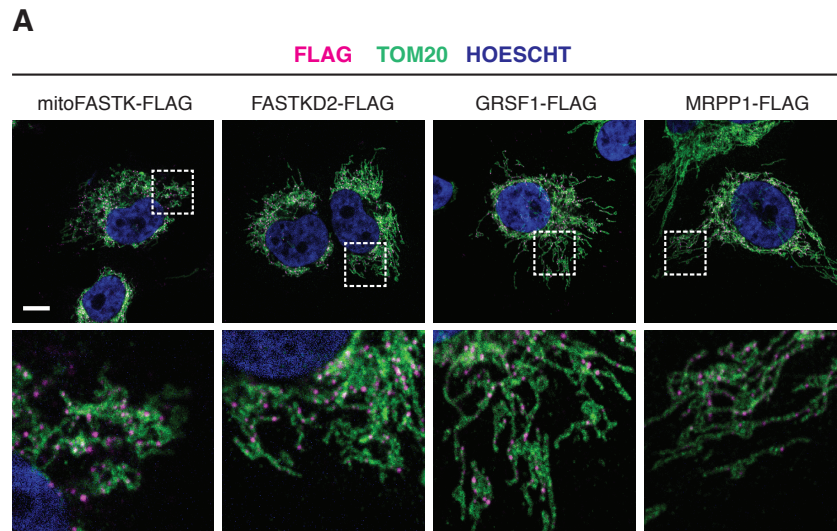 A
FLAG TOM20 HOESCHT
mitoFASTK-FLAG FASTKD2-FLAG GRSF1-FLAG MRPP1-FLAG